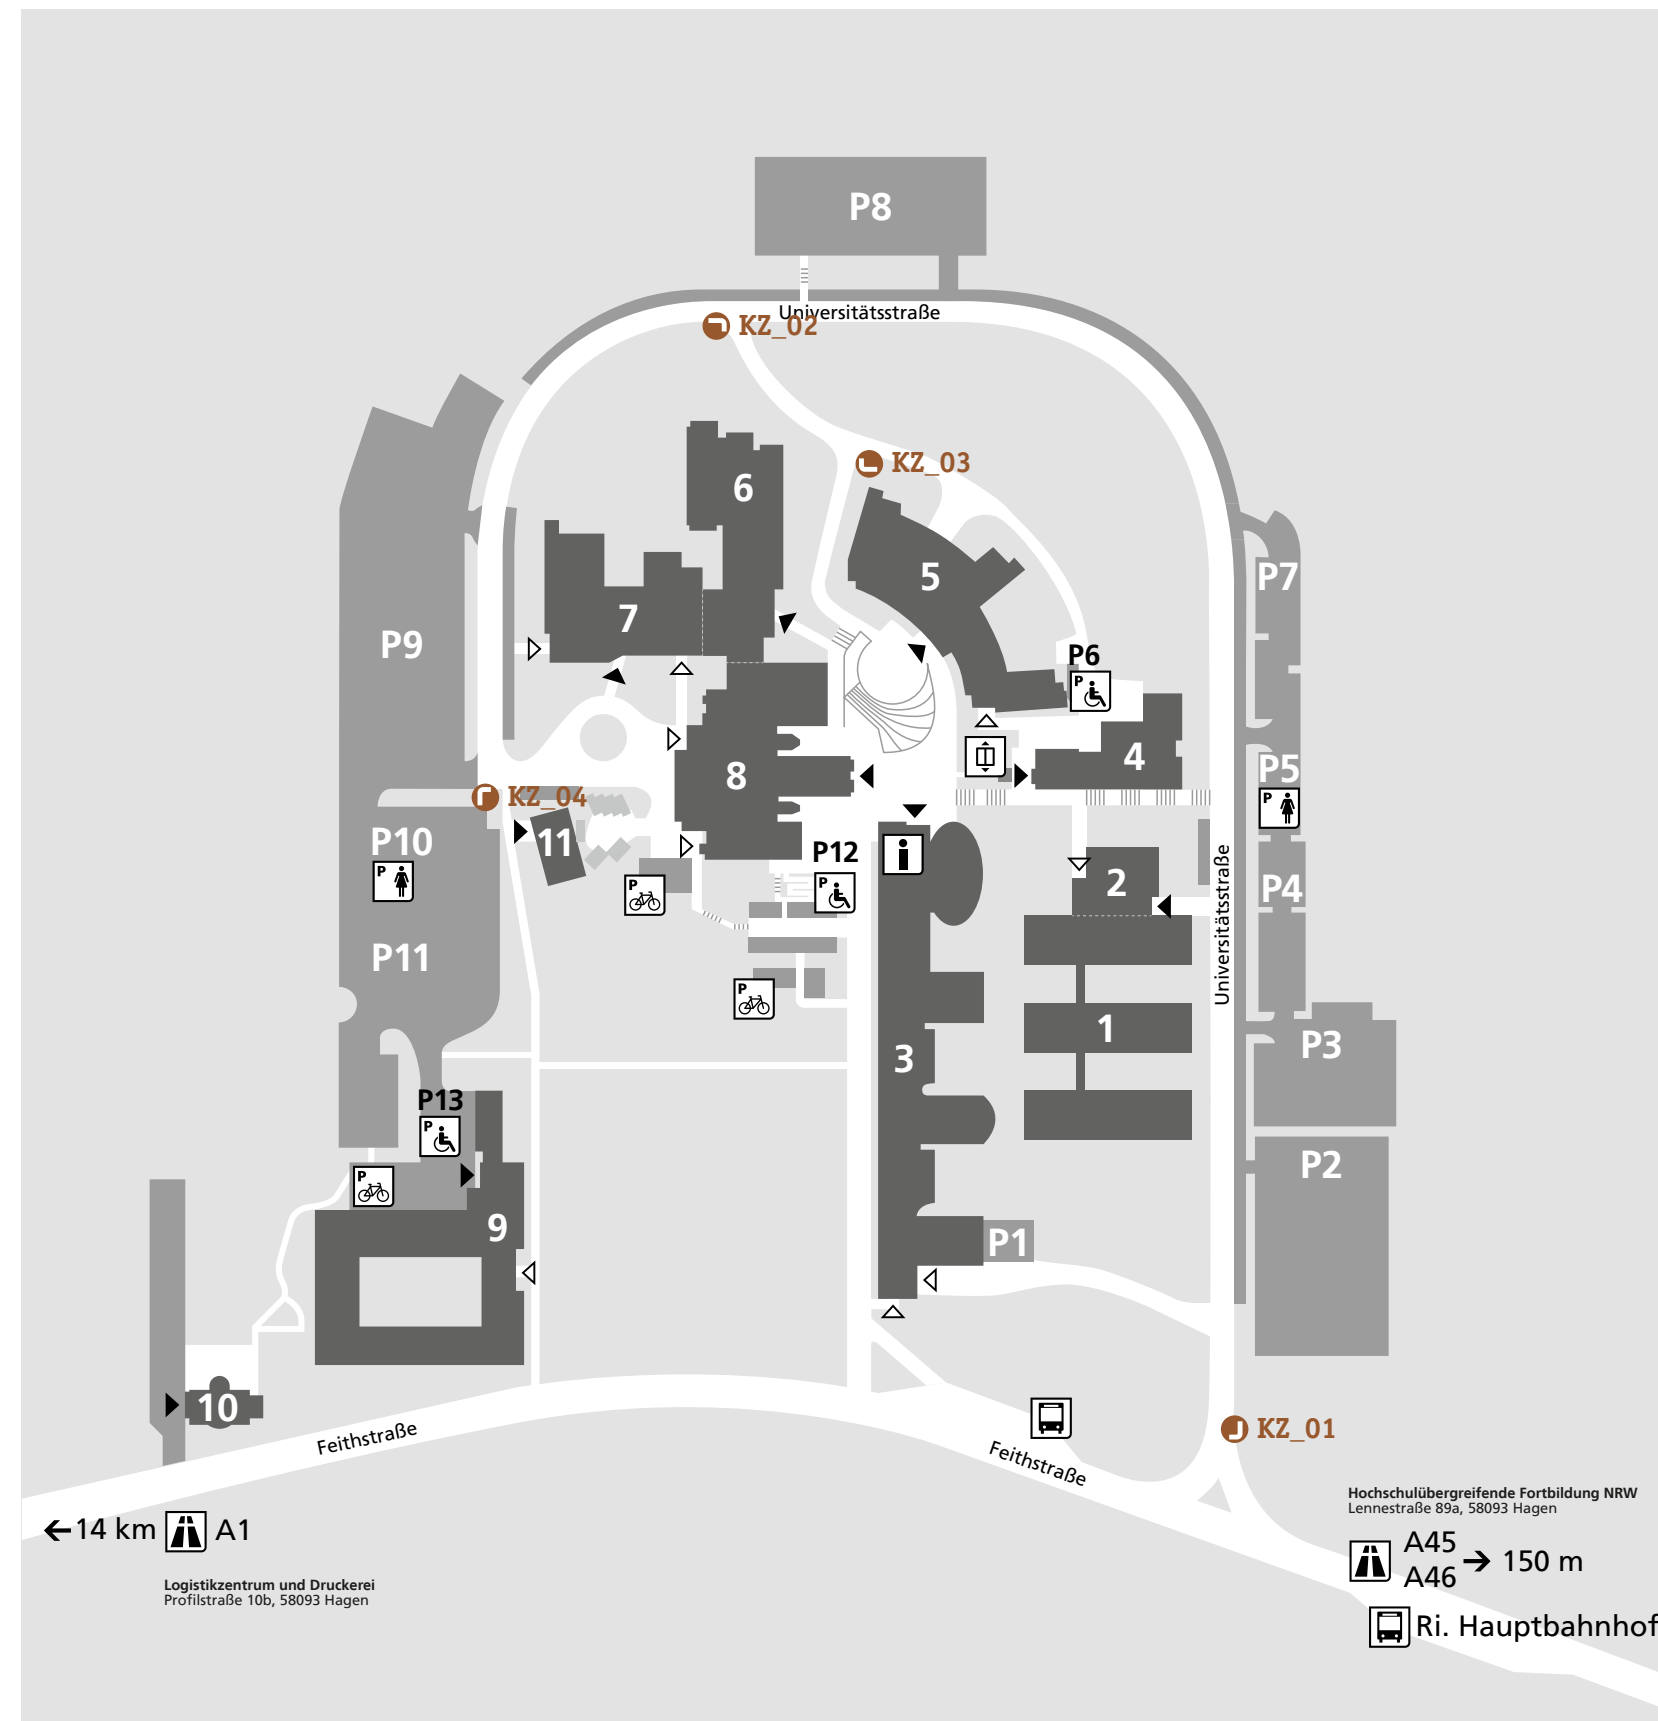 P8
Universitätsstraße
KZ_02
KZ_03
6
5
P7
7
P9
P6
P
4
8
P5
P
KZ_04
11
P10
P
P12
P
P
2
P4
Universitätsstraße
P11
P
1
P3
3
P13
P
P
P2
9
P1
10
Feithstraße
KZ_01
Feithstraße
Hochschulübergreifende Fortbildung NRW
Lennestraße 89a, 58093 Hagen
14 km A1
A45
A46 150 m
Logistikzentrum und Druckerei
Profilstraße 10b, 58093 Hagen
Ri. Hauptbahnhof